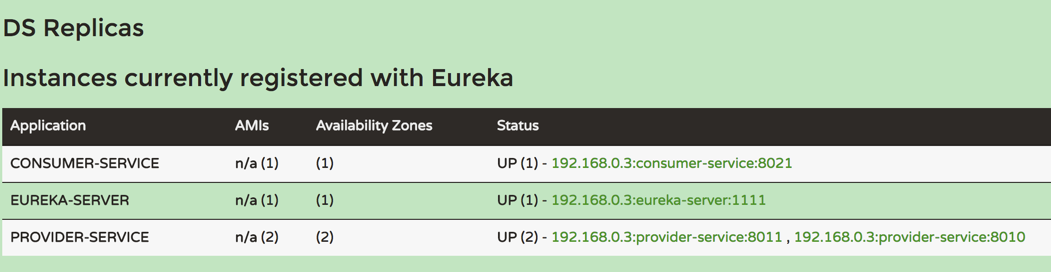 DS Replicas
Instances currently registered with Eureka
Application AMIs Availability Zones Status
CONSUMER-SERVICE n/a (1) (1) UP (1) - 192.168.0.3:consumer-service:8021
EUREKA-SERVER n/a (1) (1) UP (1) - 192.168.0.3:eureka-server:1111
PROVIDER-SERVICE n/a (2) (2) UP (2) - 192.168.0.3:provider-service:8011 , 192.168.0.3:provider-service:8010